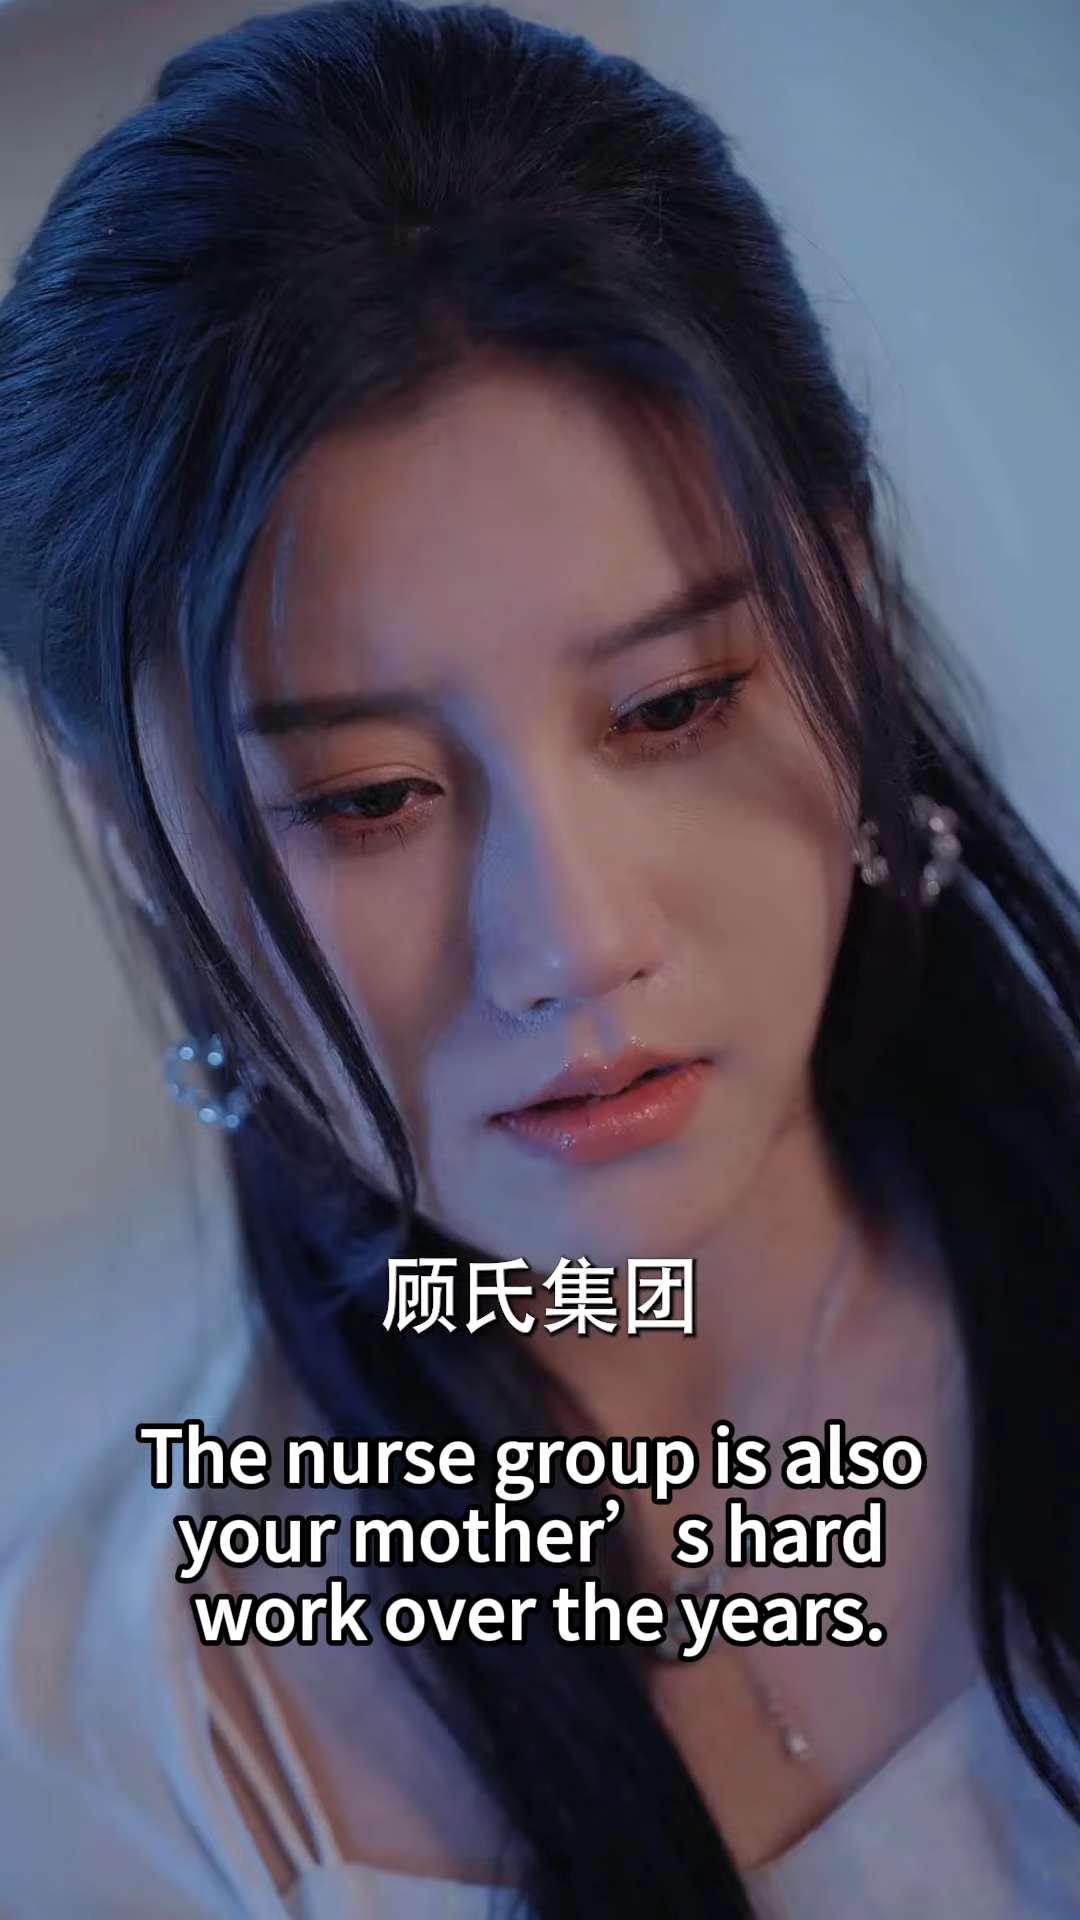 顾氏集团
The nurse group is also
your mother’s hard
work over the years.